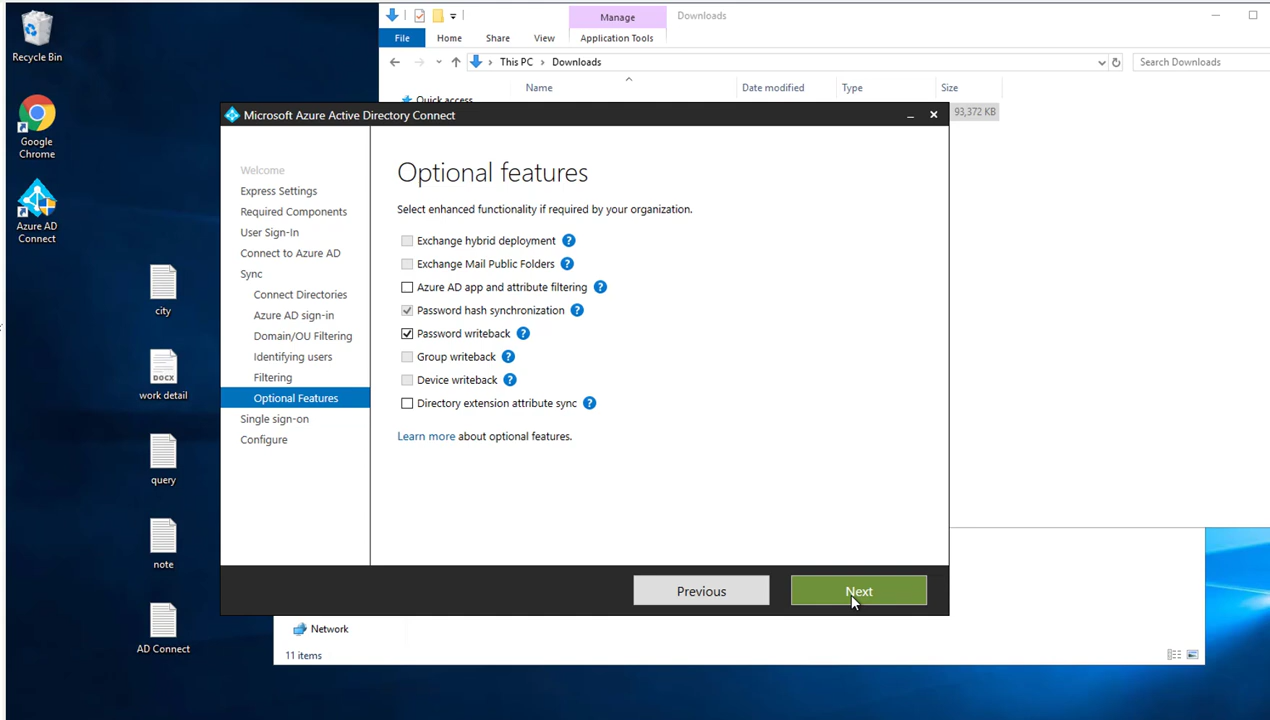 Recycle Bin
Google
Chrome
Azure AD
Connect
city
DOCX
work detail
query
note
AD Connect
Manage
Downloads
File
Home
Share
View
Application Tools
This PC
Downloads
Search Downloads
Name
Date modified
Type
Size
Quick access
93,372 KB
Microsoft Azure Active Directory Connect
Welcome
Express Settings
Required Components
User Sign-In
Connect to Azure AD
Sync
Connect Directories
Azure AD sign-in
Domain/OU Filtering
Identifying users
Filtering
Optional Features
Single sign-on
Configure
Optional features
Select enhanced functionality if required by your organization.
Exchange hybrid deployment ?
Exchange Mail Public Folders ?
Azure AD app and attribute filtering ?
Password hash synchronization ?
Password writeback ?
Group writeback ?
Device writeback ?
Directory extension attribute sync ?
Learn more about optional features.
Previous
Next
Network
11 items